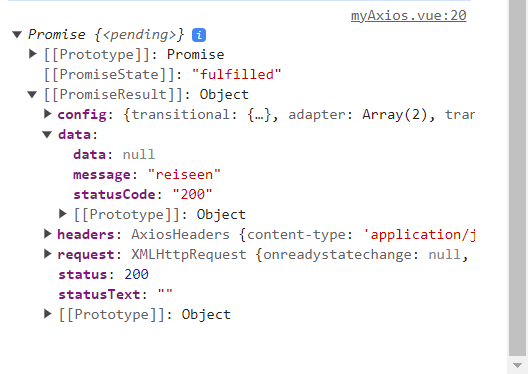 myAxios.vue:20
Promise {<pending>} i
[[Prototype]]: Promise
[[PromiseState]]: "fulfilled"
[[PromiseResult]]: Object
config: {transitional: {…}, adapter: Array(2), tran
data:
data: null
message: "reiseen"
statusCode: "200"
[[Prototype]]: Object
headers: AxiosHeaders {content-type: 'application/j
request: XMLHttpRequest {onreadystatechange: null,
status: 200
statusText: ""
[[Prototype]]: Object